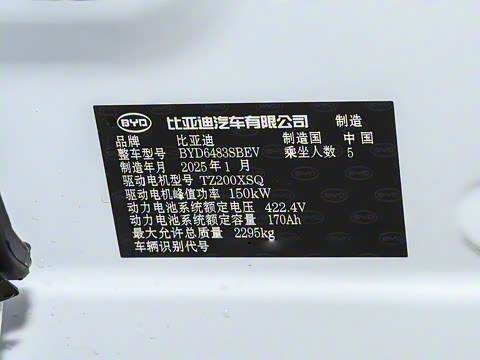 BYD 比亚迪汽车有限公司 制造
品牌 比亚迪 制造国 中国
整车型号 BYD6483SBEV 乘坐人数 5
制造年月 2025年1月
驱动电机型号 TZ200XSQ
驱动电机峰值功率 150kW
动力电池系统额定电压 422.4V
动力电池系统额定容量 170Ah
最大允许总质量 2295kg
车辆识别代号